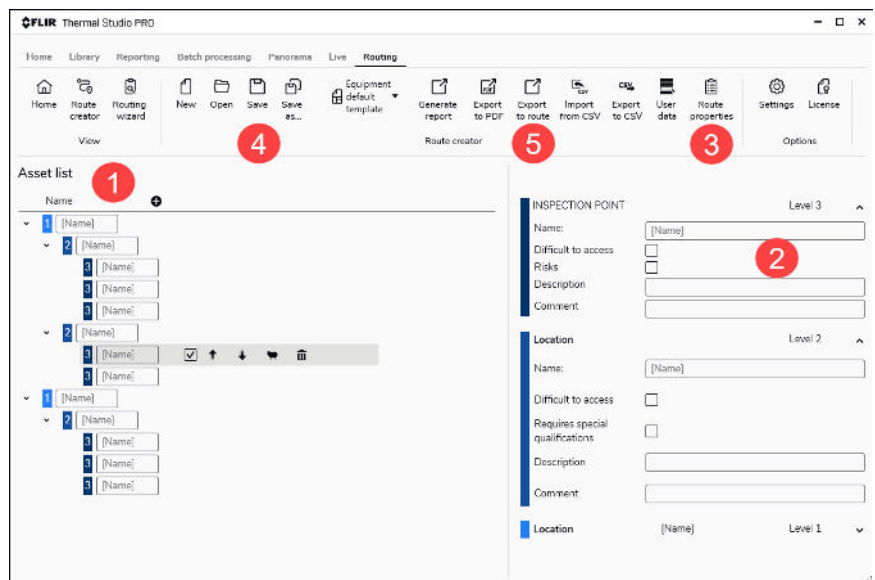 FLIR Thermal Studio PRO
Home Library Reporting Batch processing Panorama Live Routing
Home Route creator Routing wizard New Open Save Save as... Equipment default template Generate report Export to PDF Export to route Import from CSV Export to CSV User data Route properties Settings License
View Route creator Options
4 5 3
Asset list
1
Name
1 [Name]
2 [Name]
3 [Name]
3 [Name]
3 [Name]
2 [Name]
3 [Name]
3 [Name]
1 [Name]
2 [Name]
3 [Name]
3 [Name]
3 [Name]
INSPECTION POINT Level 3
Name: [Name]
Difficult to access
2
Risks
Description
Comment
Location Level 2
Name: [Name]
Difficult to access
Requires special
qualifications
Description
Comment
Location [Name] Level 1